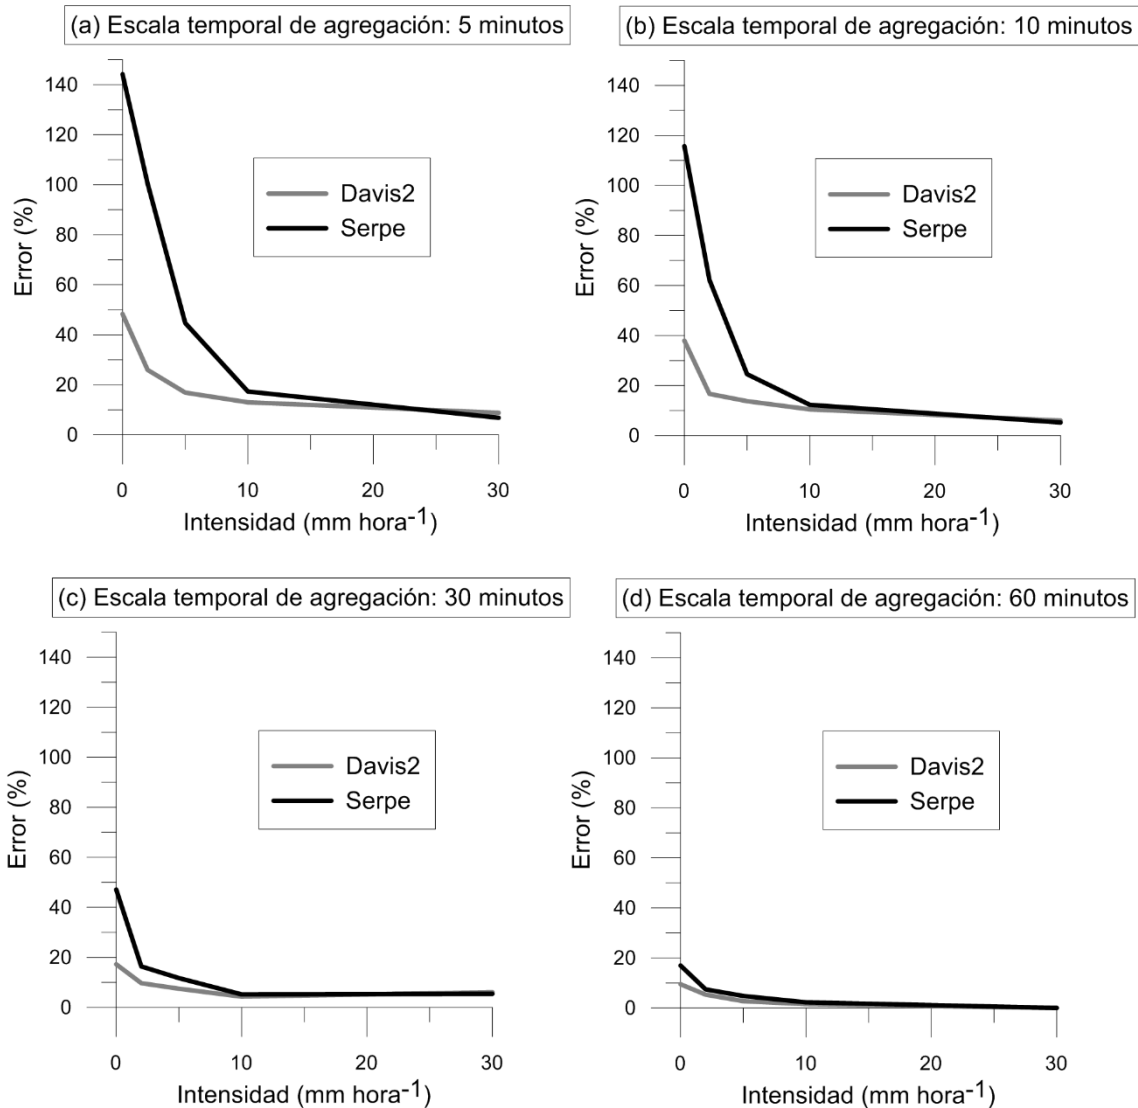 (a) Escala temporal de agregación: 5 minutos
140
120
100
80
60
40
20
0
Error (%)
Davis2
Serpe
0
10
20
30
Intensidad (mm hora-1)
(b) Escala temporal de agregación: 10 minutos
140
120
100
80
60
40
20
0
Error (%)
Davis2
Serpe
0
10
20
30
Intensidad (mm hora-1)
(c) Escala temporal de agregación: 30 minutos
140
120
100
80
60
40
20
0
Error (%)
Davis2
Serpe
0
10
20
30
Intensidad (mm hora-1)
(d) Escala temporal de agregación: 60 minutos
140
120
100
80
60
40
20
0
Error (%)
Davis2
Serpe
0
10
20
30
Intensidad (mm hora-1)